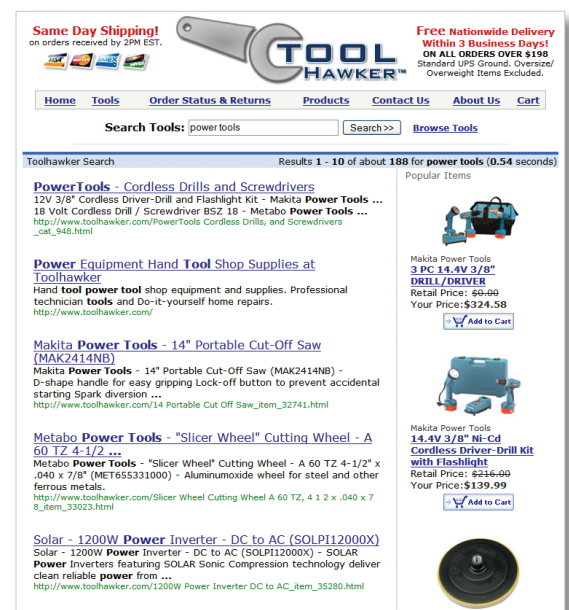 Same Day Shipping!
on orders received by 2PM EST.
VISA AMEX
TOOL
HAWKER™
Free Nationwide Delivery
Within 3 Business Days!
ON ALL ORDERS OVER $198
Standard UPS Ground. Oversize/
Overweight Items Excluded.
Home Tools Order Status & Returns Products Contact Us About Us Cart
Search Tools: power tools Search >> Browse Tools
Toolhawker Search Results 1 - 10 of about 188 for power tools (0.54 seconds)
PowerTools - Cordless Drills and Screwdrivers
12V 3/8" Cordless Driver-Drill and Flashlight Kit - Makita Power Tools ...
18 Volt Cordless Drill / Screwdriver BSZ 18 - Metabo Power Tools ...
http://www.toolhawker.com/PowerTools Cordless Drills, and Screwdrivers
_cat_948.html
Power Equipment Hand Tool Shop Supplies at
Toolhawker
Hand tool power tool shop equipment and supplies. Professional
technician tools and Do-it-yourself home repairs.
http://www.toolhawker.com/
Makita Power Tools - 14" Portable Cut-Off Saw
(MAK2414NB)
Makita Power Tools - 14" Portable Cut-Off Saw (MAK2414NB) -
D-shape handle for easy gripping Lock-off button to prevent accidental
starting Spark diversion ...
http://www.toolhawker.com/14 Portable Cut Off Saw_item_32741.html
Metabo Power Tools - "Slicer Wheel" Cutting Wheel - A
60 TZ 4-1/2 ...
Metabo Power Tools - "Slicer Wheel" Cutting Wheel - A 60 TZ 4-1/2" x
.040 x 7/8" (MET655331000) - Aluminumoxide wheel for steel and other
ferrous metals.
http://www.toolhawker.com/Slicer Wheel Cutting Wheel A 60 TZ, 4 1 2 x .040 x 7
8_item_33023.html
Solar - 1200W Power Inverter - DC to AC (SOLPI12000X)
Solar - 1200W Power Inverter - DC to AC (SOLPI12000X) - SOLAR
Power Inverters featuring SOLAR Sonic Compression technology deliver
clean reliable power from ...
http://www.toolhawker.com/1200W Power Inverter DC to AC_item_35280.html
Popular Items
Makita Power Tools
3 PC 14.4V 3/8"
DRILL/DRIVER
Retail Price: $0.00
Your Price:$324.58
Add to Cart
Makita Power Tools
14.4V 3/8" Ni-Cd
Cordless Driver-Drill Kit
with Flashlight
Retail Price: $216.00
Your Price:$139.99
Add to Cart